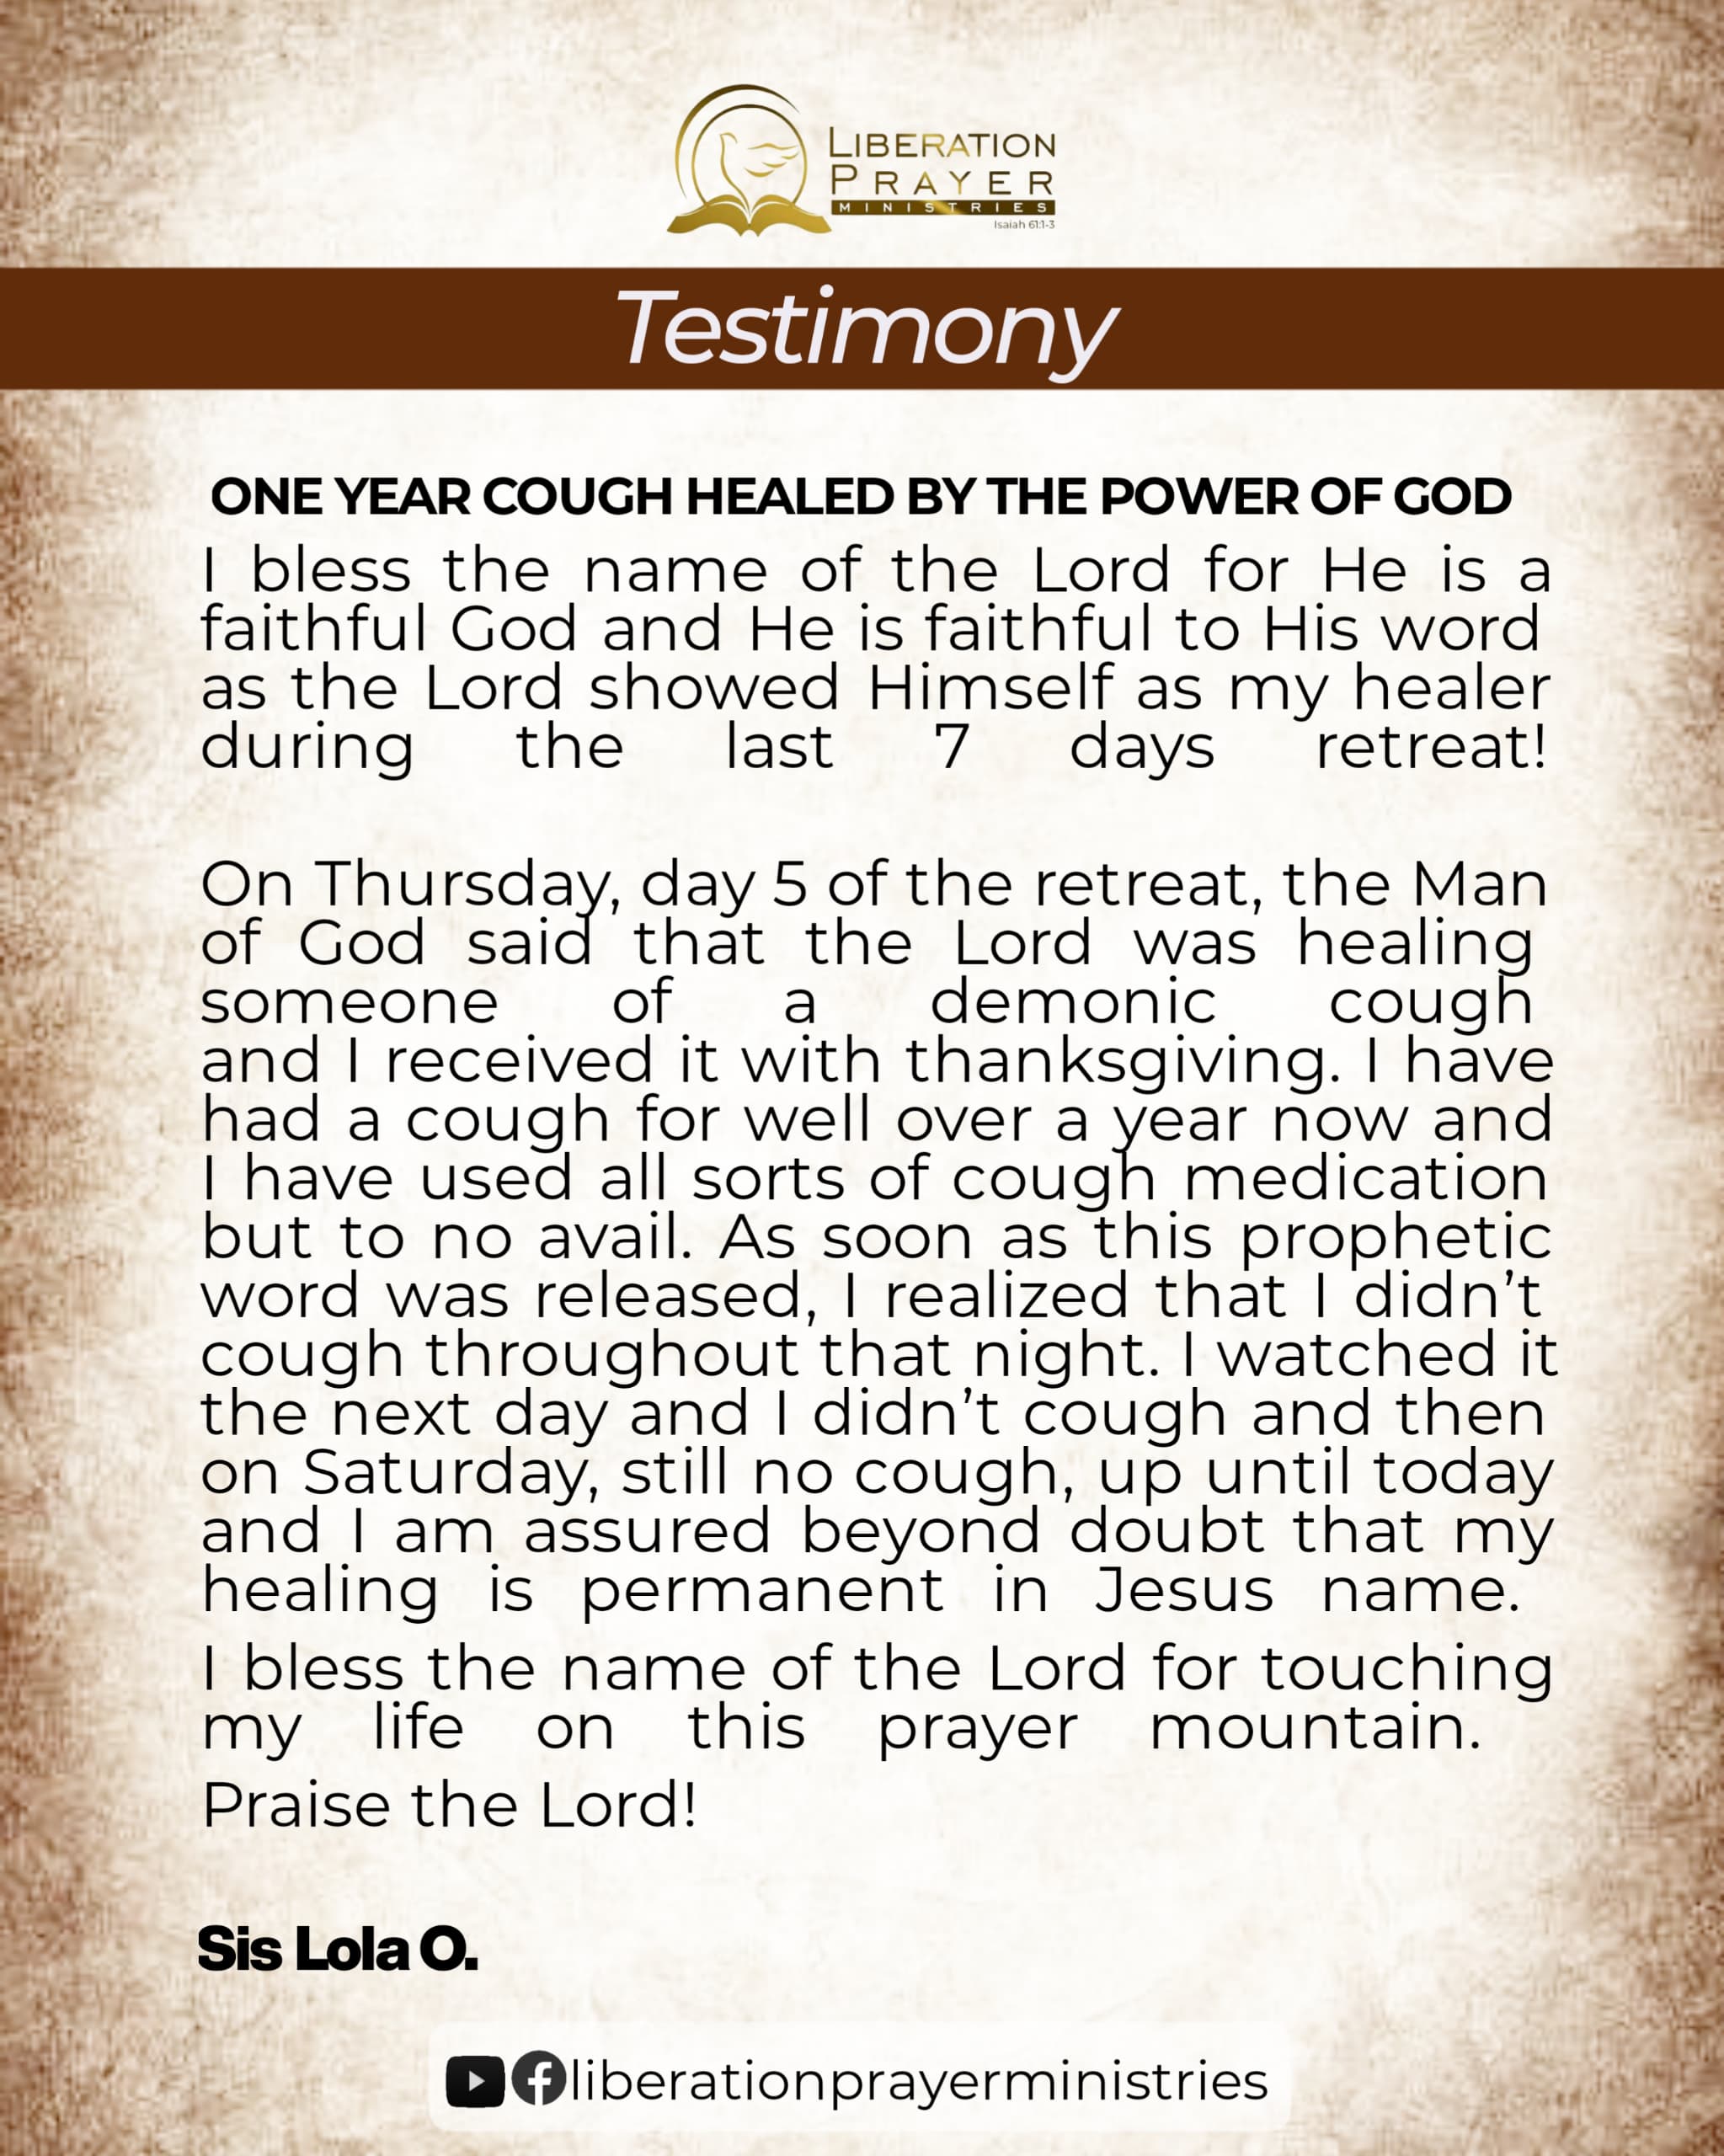 LIBERATION
PRAYER
MINISTRIES
Isaiah 61:1-3
Testimony
ONE YEAR COUGH HEALED BY THE POWER OF GOD
I bless the name of the Lord for He is a
faithful God and He is faithful to His word
as the Lord showed Himself as my healer
during the last 7 days retreat!
On Thursday, day 5 of the retreat, the Man
of God said that the Lord was healing
someone of a demonic cough
and I received it with thanksgiving. I have
had a cough for well over a year now and
I have used all sorts of cough medication
but to no avail. As soon as this prophetic
word was released, I realized that I didn’t
cough throughout that night. I watched it
the next day and I didn’t cough and then
on Saturday, still no cough, up until today
and I am assured beyond doubt that my
healing is permanent in Jesus name.
I bless the name of the Lord for touching
my life on this prayer mountain.
Praise the Lord!
Sis Lola O.
liberationprayerministries